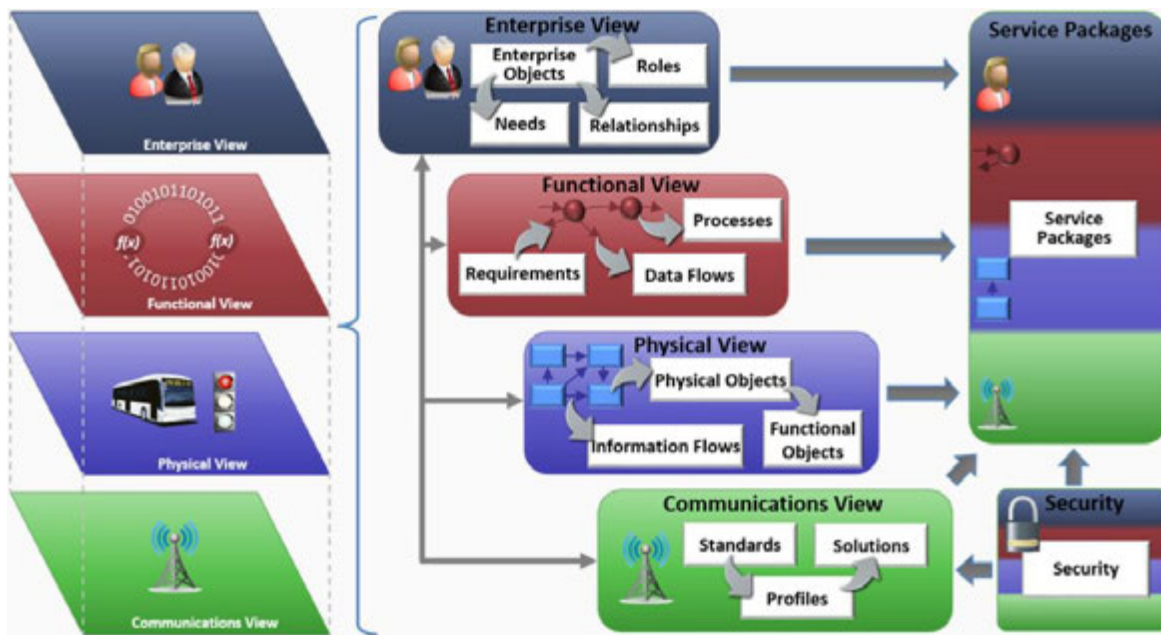 Enterprise View
0100101101011
f(x)
f(x)
Functional View
Physical View
Communications View
Enterprise View
Enterprise
Objects
Roles
Needs
Relationships
Functional View
Processes
Requirements
Data Flows
Physical View
Physical Objects
Information Flows
Functional
Objects
Communications View
Standards
Solutions
Profiles
Service Packages
Service
Packages
Security
Security